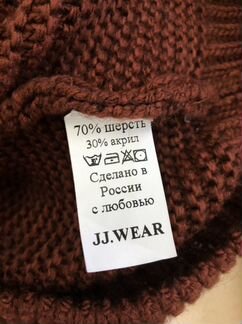 70% шерсть
30% акрил
Сделано в
России
с любовью
JJ.WEAR